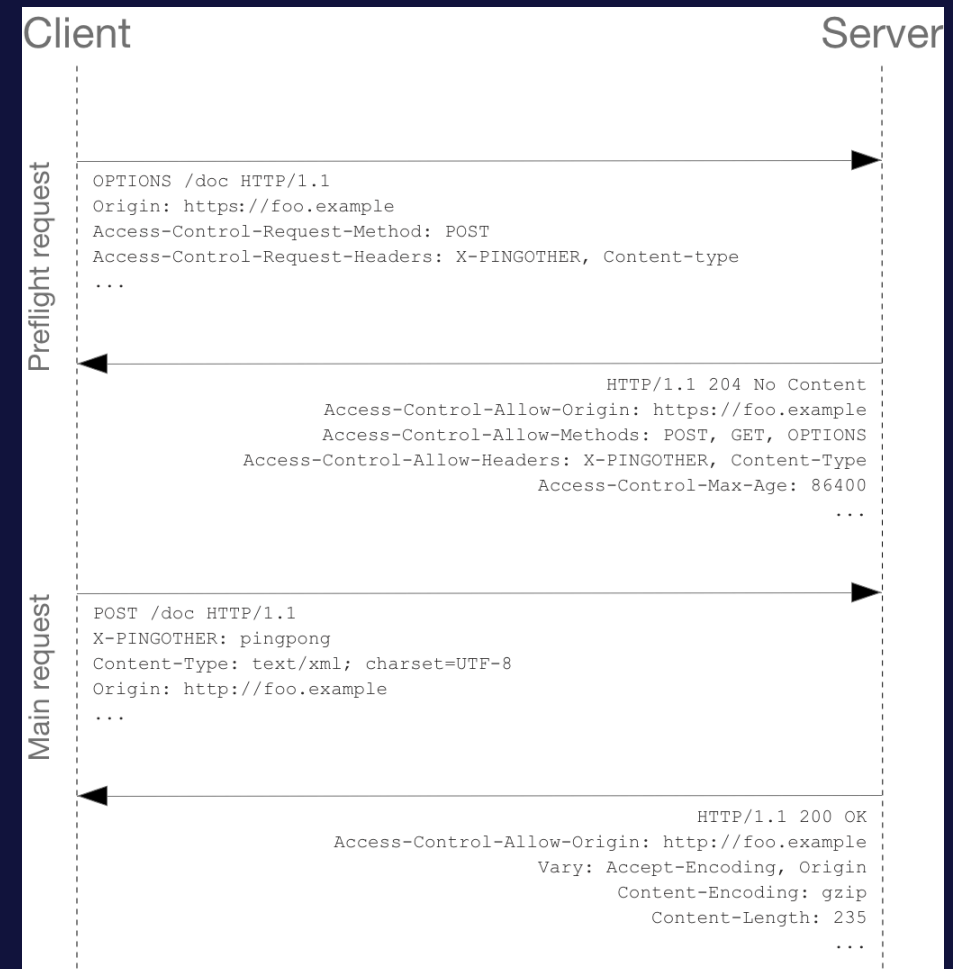 Client
Server
Preflight request
OPTIONS /doc HTTP/1.1
Origin: https://foo.example
Access-Control-Request-Method: POST
Access-Control-Request-Headers: X-PINGOTHER, Content-type
...
HTTP/1.1 204 No Content
Access-Control-Allow-Origin: https://foo.example
Access-Control-Allow-Methods: POST, GET, OPTIONS
Access-Control-Allow-Headers: X-PINGOTHER, Content-Type
Access-Control-Max-Age: 86400
...
Main request
POST /doc HTTP/1.1
X-PINGOTHER: pingpong
Content-Type: text/xml; charset=UTF-8
Origin: http://foo.example
...
HTTP/1.1 200 OK
Access-Control-Allow-Origin: http://foo.example
Vary: Accept-Encoding, Origin
Content-Encoding: gzip
Content-Length: 235
...